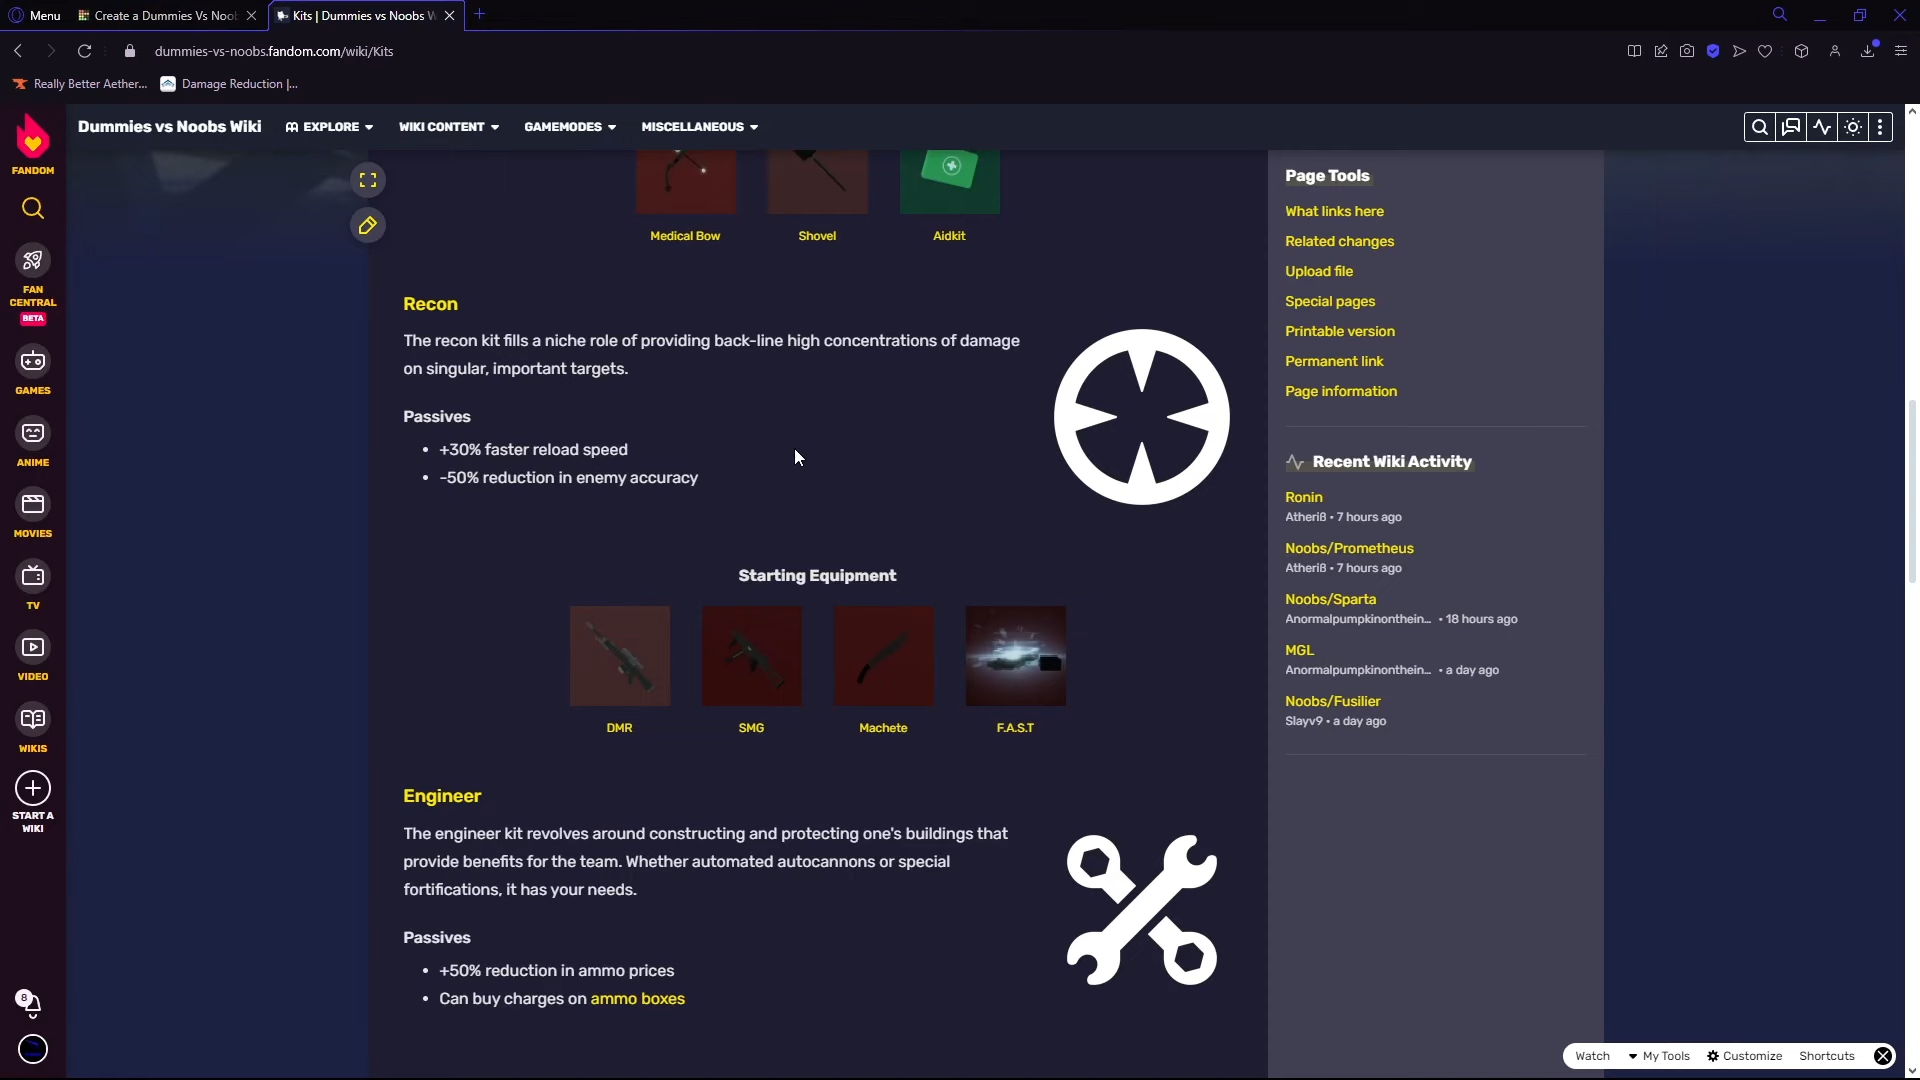 Menu
Create a Dummies Vs Noob
Kits | Dummies vs Noobs W
dummies-vs-noobs.fandom.com/wiki/Kits
Really Better Aether...
Damage Reduction |...
Dummies vs Noobs Wiki
EXPLORE
WIKI CONTENT
GAMEMODES
MISCELLANEOUS
FANDOM
FAN
CENTRAL
BETA
GAMES
ANIME
MOVIES
TV
VIDEO
WIKIS
START A
WIKI
8
Medical Bow
Shovel
Aidkit
Recon
The recon kit fills a niche role of providing back-line high concentrations of damage
on singular, important targets.
Passives
• +30% faster reload speed
• -50% reduction in enemy accuracy
Starting Equipment
DMR
SMG
Machete
F.A.S.T
Engineer
The engineer kit revolves around constructing and protecting one's buildings that
provide benefits for the team. Whether automated autocannons or special
fortifications, it has your needs.
Passives
• +50% reduction in ammo prices
• Can buy charges on ammo boxes
Page Tools
What links here
Related changes
Upload file
Special pages
Printable version
Permanent link
Page information
Recent Wiki Activity
Ronin
Atheriß • 7 hours ago
Noobs/Prometheus
Atheriß • 7 hours ago
Noobs/Sparta
Anormalpumpkinonthein... • 18 hours ago
MGL
Anormalpumpkinonthein... • a day ago
Noobs/Fusilier
Slayv9 • a day ago
Watch
My Tools
Customize
Shortcuts